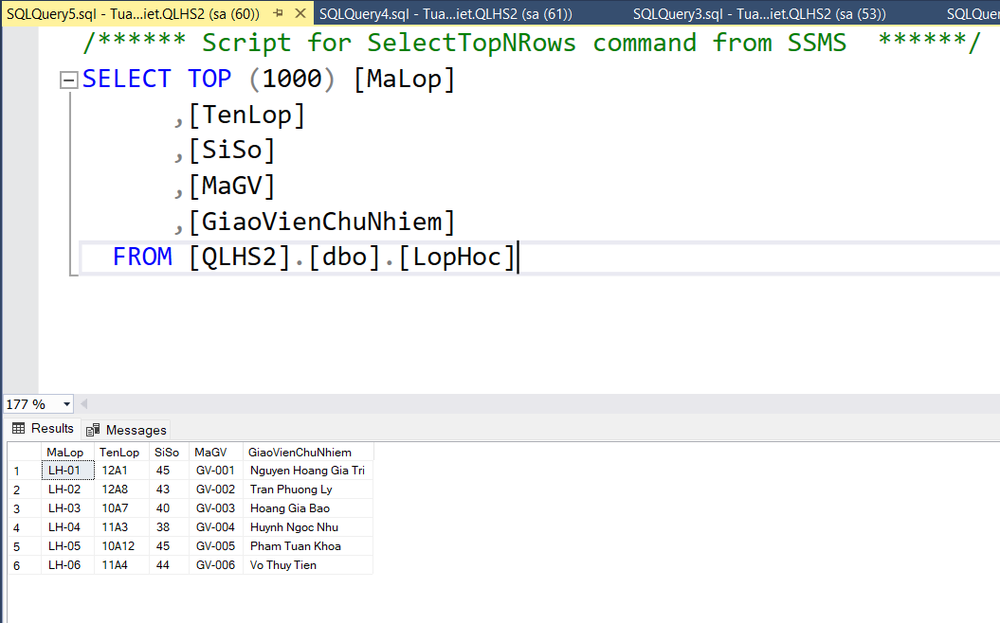 SQLQuery5.sql - Tua...iet.QLHS2 (sa (60)) SQLQuery4.sql - Tua...iet.QLHS2 (sa (61)) SQLQuery3.sql - Tua...iet.QLHS2 (sa (53)) SQLQuer
/****** Script for SelectTopNRows command from SSMS  ******/
SELECT TOP (1000) [MaLop]
,[TenLop]
,[SiSo]
,[MaGV]
,[GiaoVienChuNhiem]
FROM [QLHS2].[dbo].[LopHoc]
177 %
Results Messages
MaLop TenLop SiSo MaGV GiaoVienChuNhiem
1 LH-01 12A1 45 GV-001 Nguyen Hoang Gia Tri
2 LH-02 12A8 43 GV-002 Tran Phuong Ly
3 LH-03 10A7 40 GV-003 Hoang Gia Bao
4 LH-04 11A3 38 GV-004 Huynh Ngoc Nhu
5 LH-05 10A12 45 GV-005 Pham Tuan Khoa
6 LH-06 11A4 44 GV-006 Vo Thuy Tien